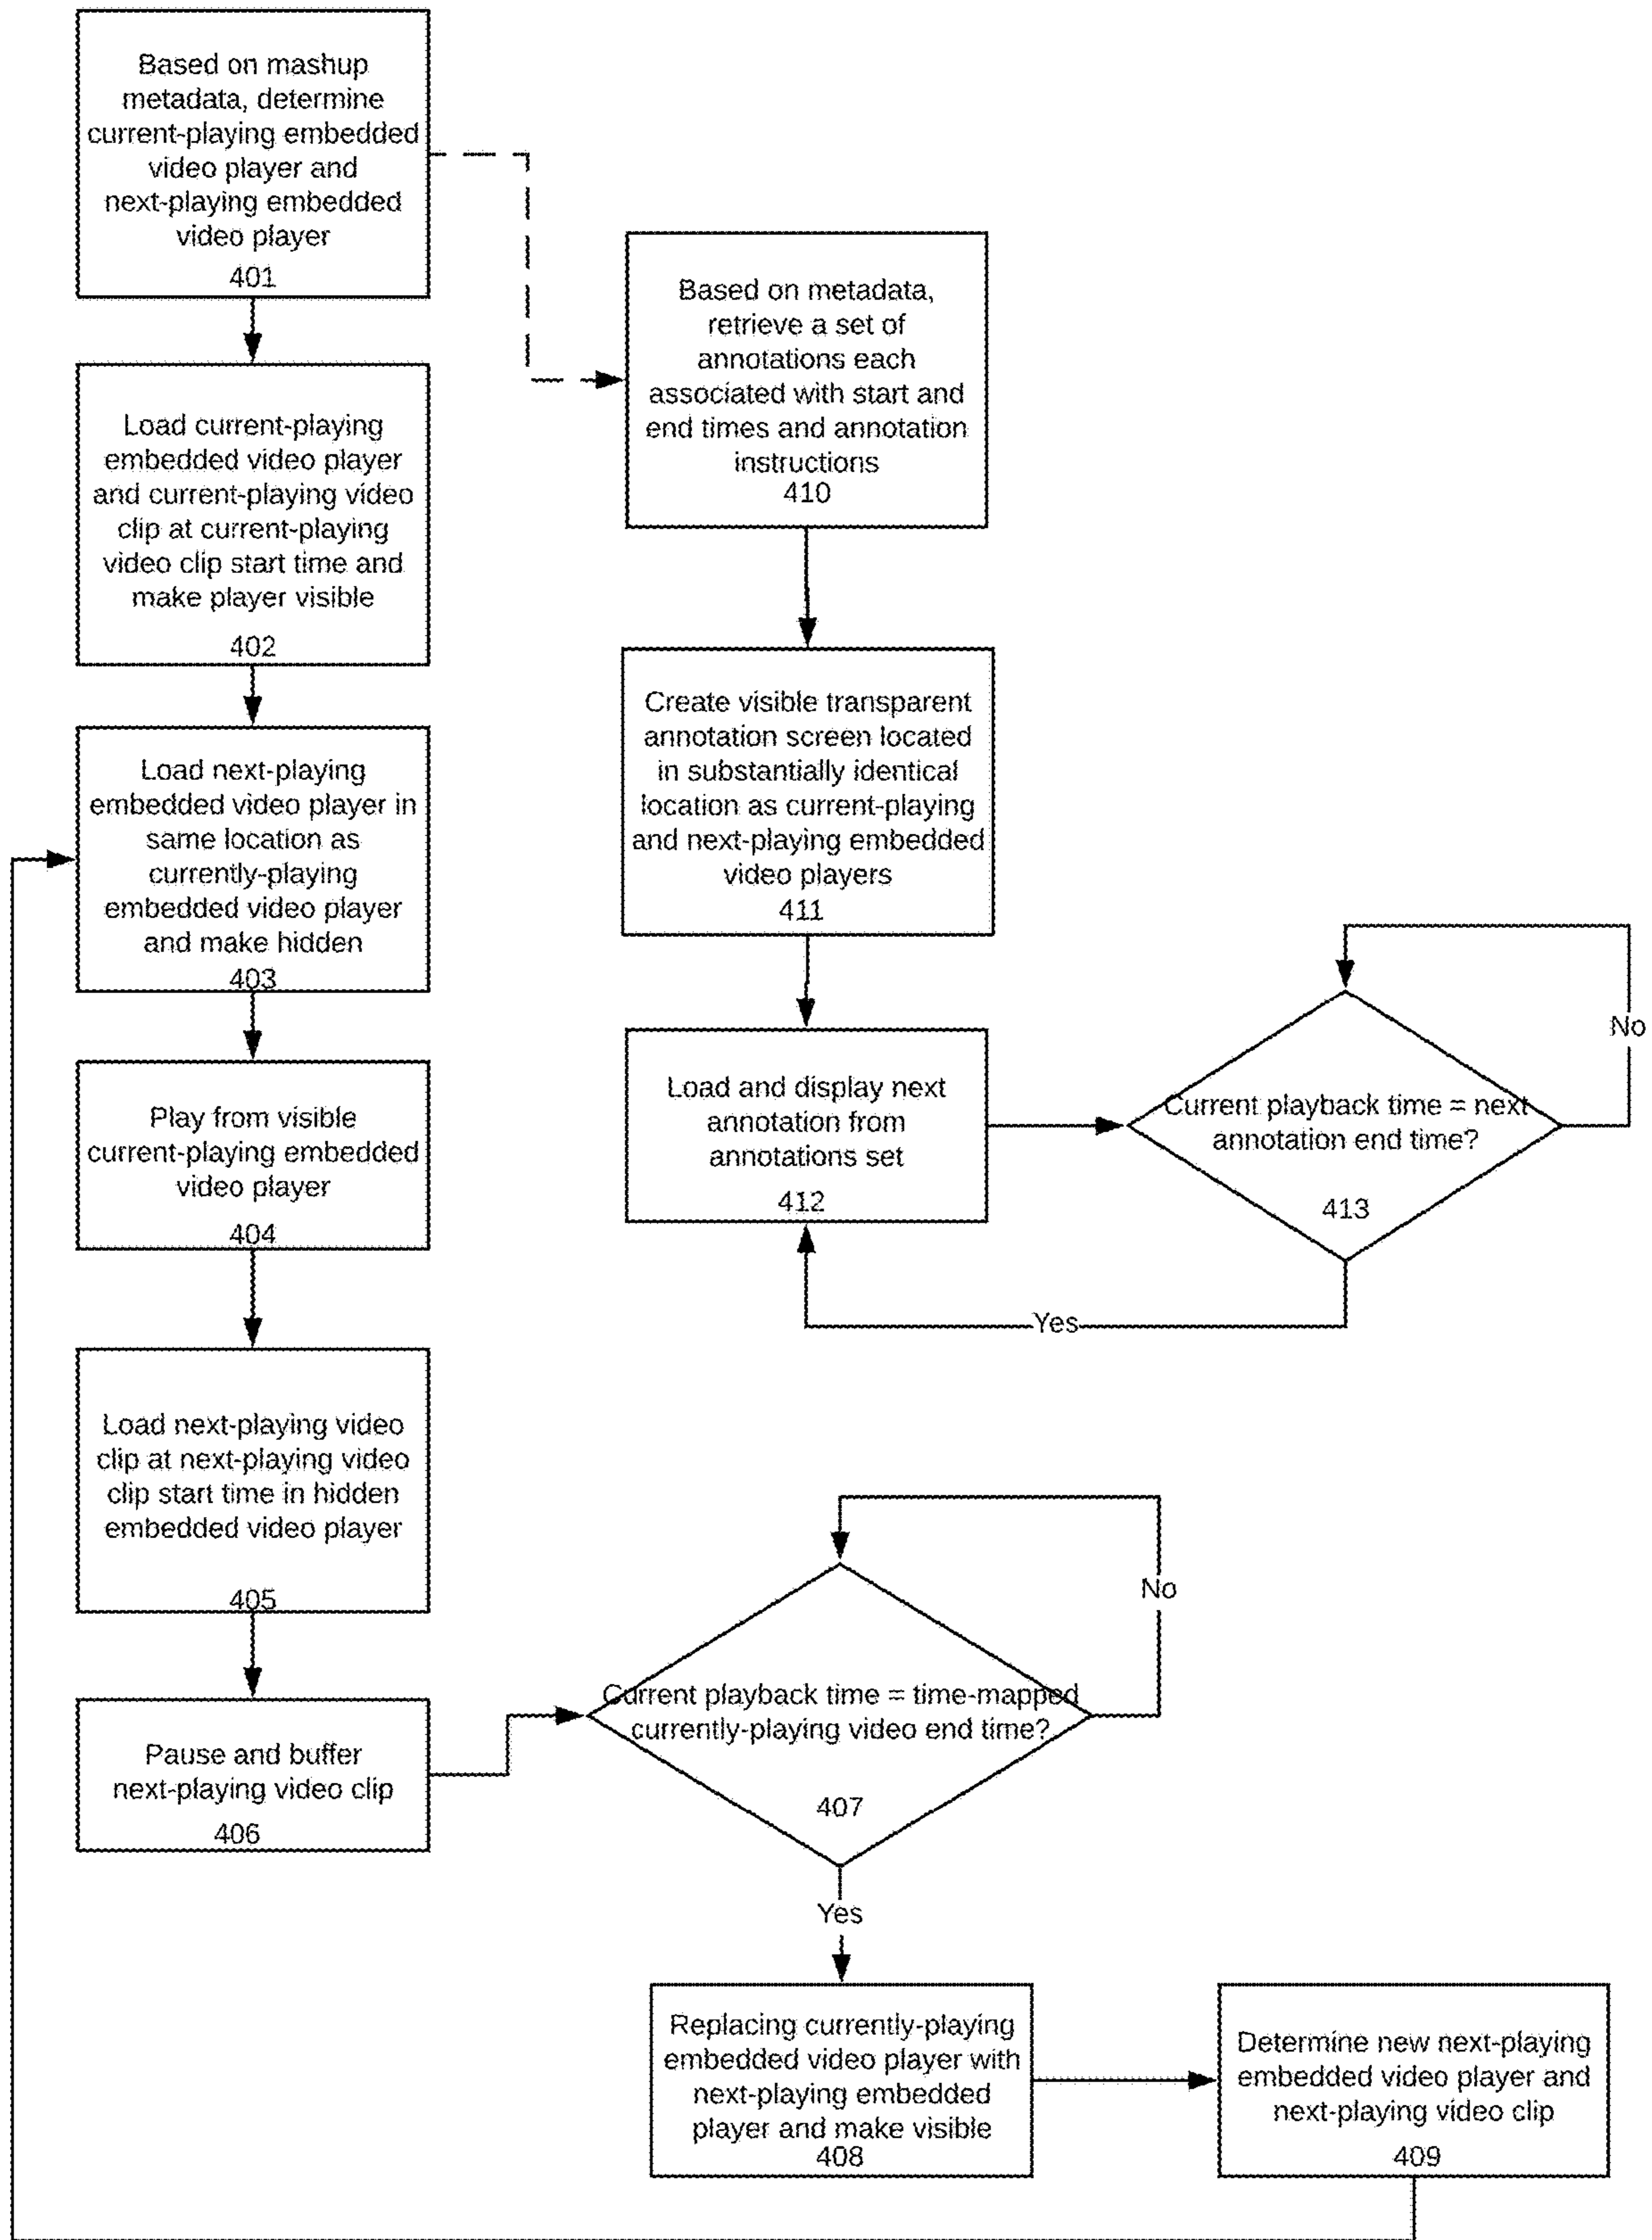 Based on mashup
metadata, determine
current-playing embedded
video player and
next-playing embedded
video player
401
Load current-playing
embedded video player
and current-playing video
clip at current-playing
video clip start time and
make player visible
402
Load next-playing
embedded video player in
same location as
currently-playing
embedded video player
and make hidden
403
Play from visible
current-playing embedded
video player
404
Load next-playing video
clip at next-playing video
clip start time in hidden
embedded video player
405
Pause and buffer
next-playing video clip
406
Current playback time = time-mapped
currently-playing video end time?
407
No
Yes
Replacing currently-playing
embedded video player with
next-playing embedded
player and make visible
408
Determine new next-playing
embedded video player and
next-playing video clip
409
Based on metadata,
retrieve a set of
annotations each
associated with start and
end times and annotation
instructions
410
Create visible transparent
annotation screen located
in substantially identical
location as current-playing
and next-playing embedded
video players
411
Load and display next
annotation from
annotations set
412
Current playback time = next
annotation end time?
413
No
Yes